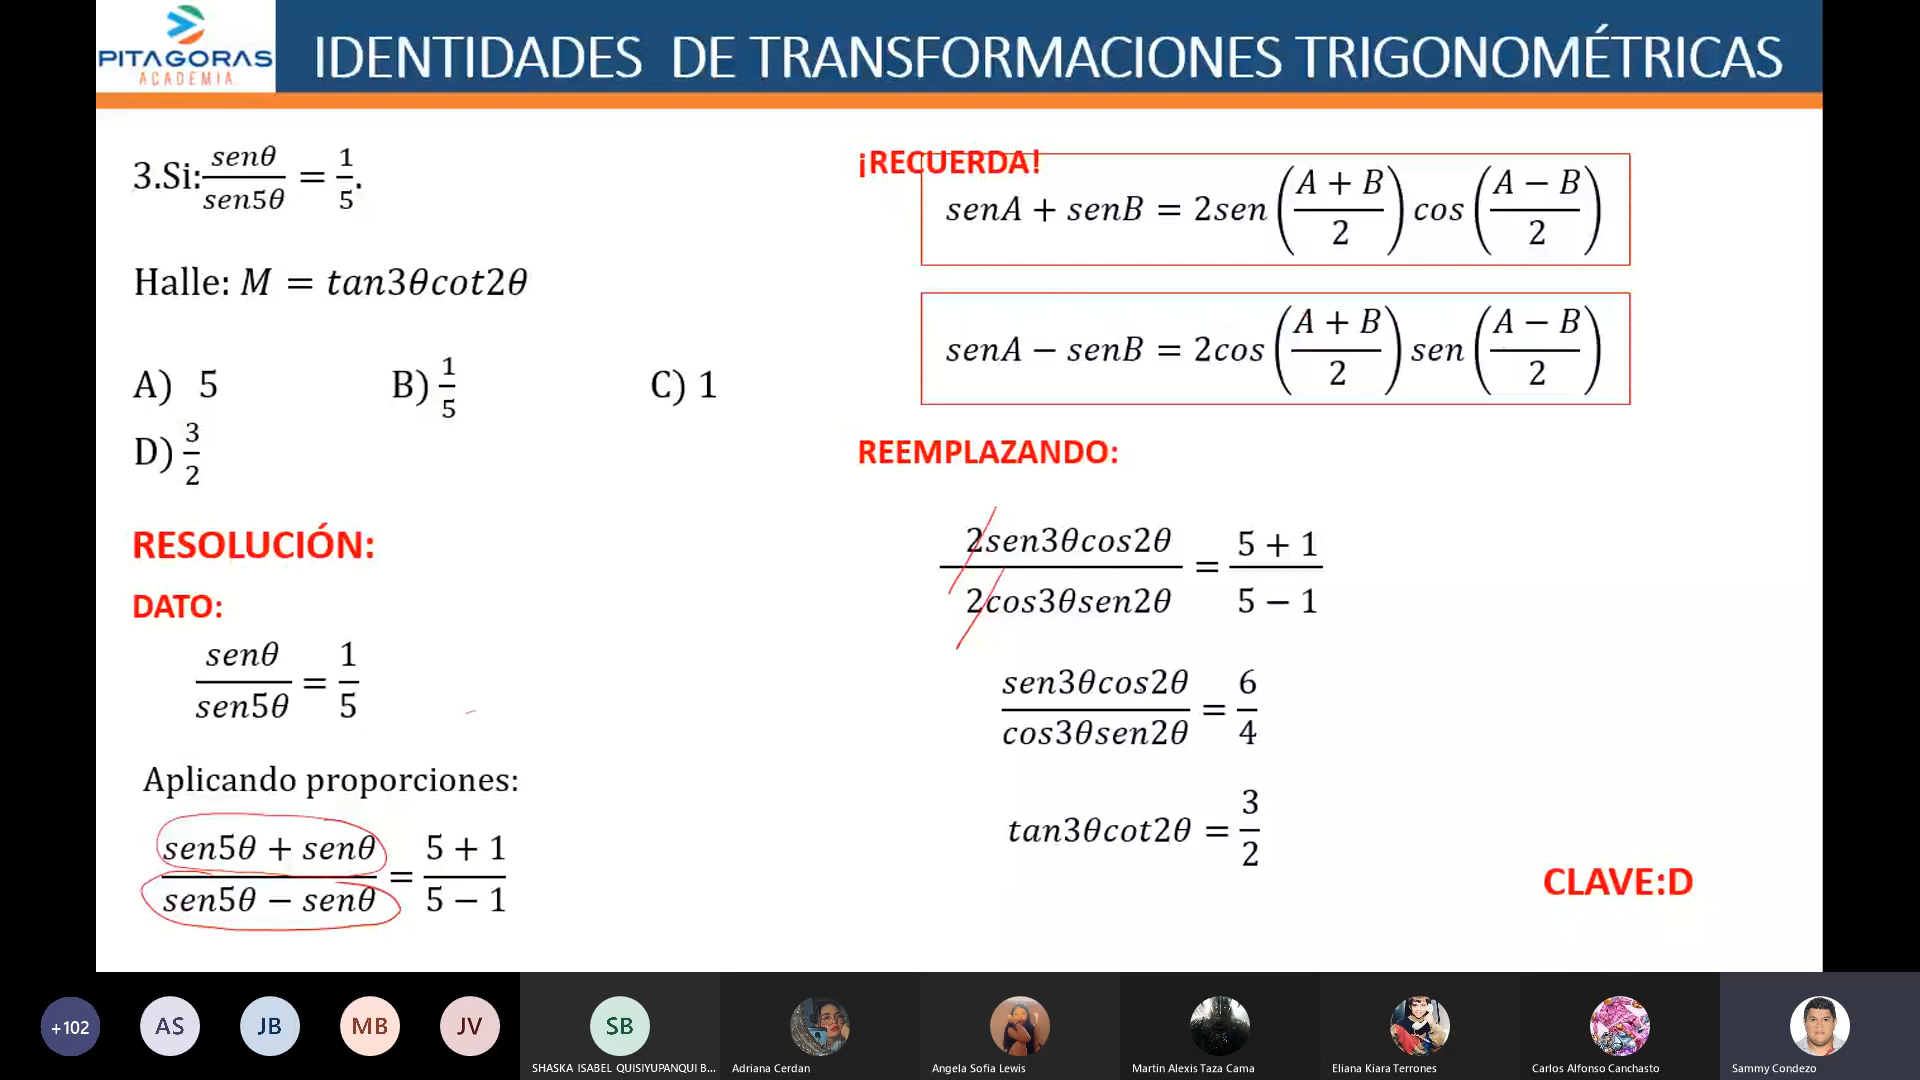 PITAGORAS
ACADEMIA
IDENTIDADES DE TRANSFORMACIONES TRIGONOMÉTRICAS
3.Si: senθ/sen5θ = 1/5.
Halle: M = tan3θcot2θ
A) 5 B) 1/5 C) 1
D) 3/2
RESOLUCIÓN:
DATO:
senθ/sen5θ = 1/5
Aplicando proporciones:
(sen5θ + senθ)/(sen5θ − senθ) = (5 + 1)/(5 − 1)
¡RECUERDA!
senA + senB = 2sen((A + B)/2) cos((A − B)/2)
senA − senB = 2cos((A + B)/2) sen((A − B)/2)
REEMPLAZANDO:
2sen3θcos2θ/2cos3θsen2θ = (5 + 1)/(5 − 1)
sen3θcos2θ/cos3θsen2θ = 6/4
tan3θcot2θ = 3/2
CLAVE:D
+102
AS
JB
MB
JV
SB
SHASKA ISABEL QUISIYUPANQUI B...
Adriana Cerdan
Angela Sofia Lewis
Martin Alexis Taza Cama
Eliana Kiara Terrones
Carlos Alfonso Canchasto
Sammy Condezo